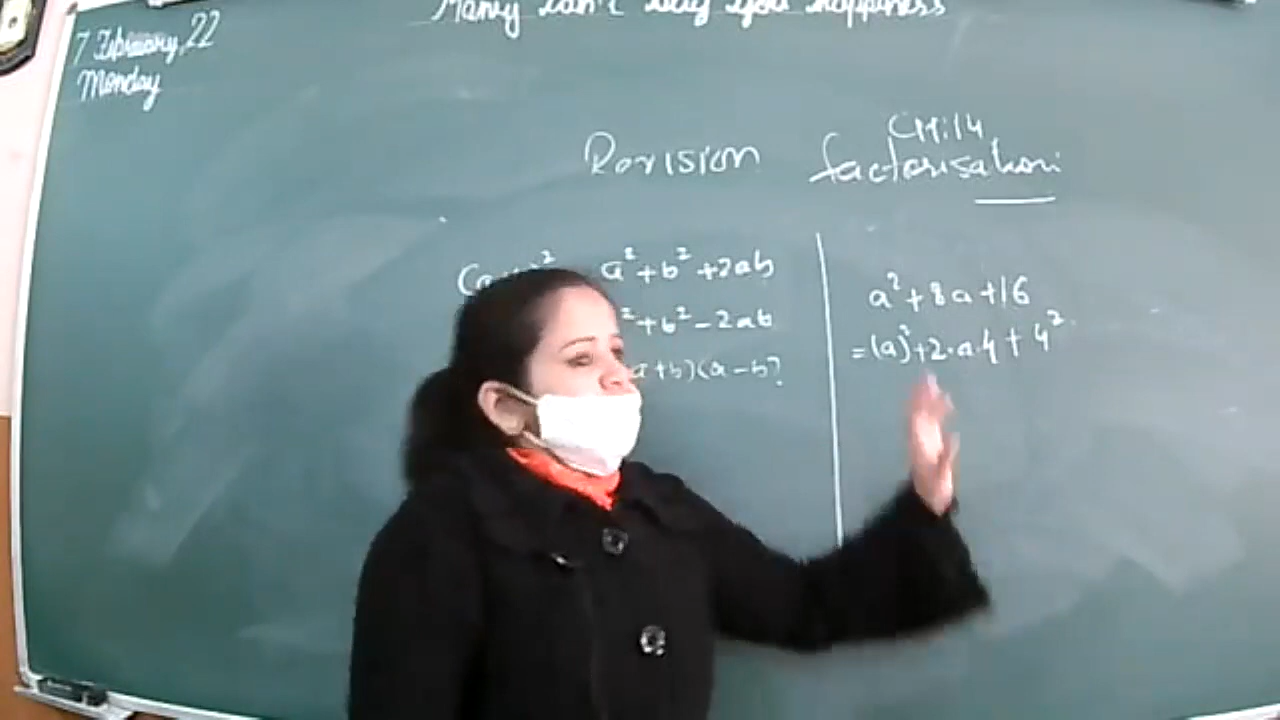 Money can't buy you happiness
7 February, 22
Monday
CH:14
Revision factorisation:
a²+b²+2ab
²+b²-2ab
a+b)(a-b)
a²+8a+16
=(a)²+2.a.4+4²